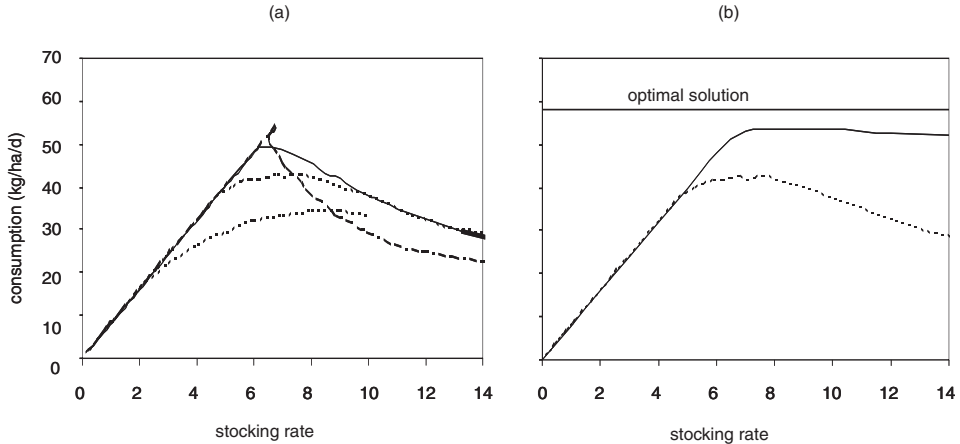 (a)
(b)
70
60
50
40
30
20
10
0
consumption (kg/ha/d)
0 2 4 6 8 10 12 14
stocking rate
optimal solution
0 2 4 6 8 10 12 14
stocking rate